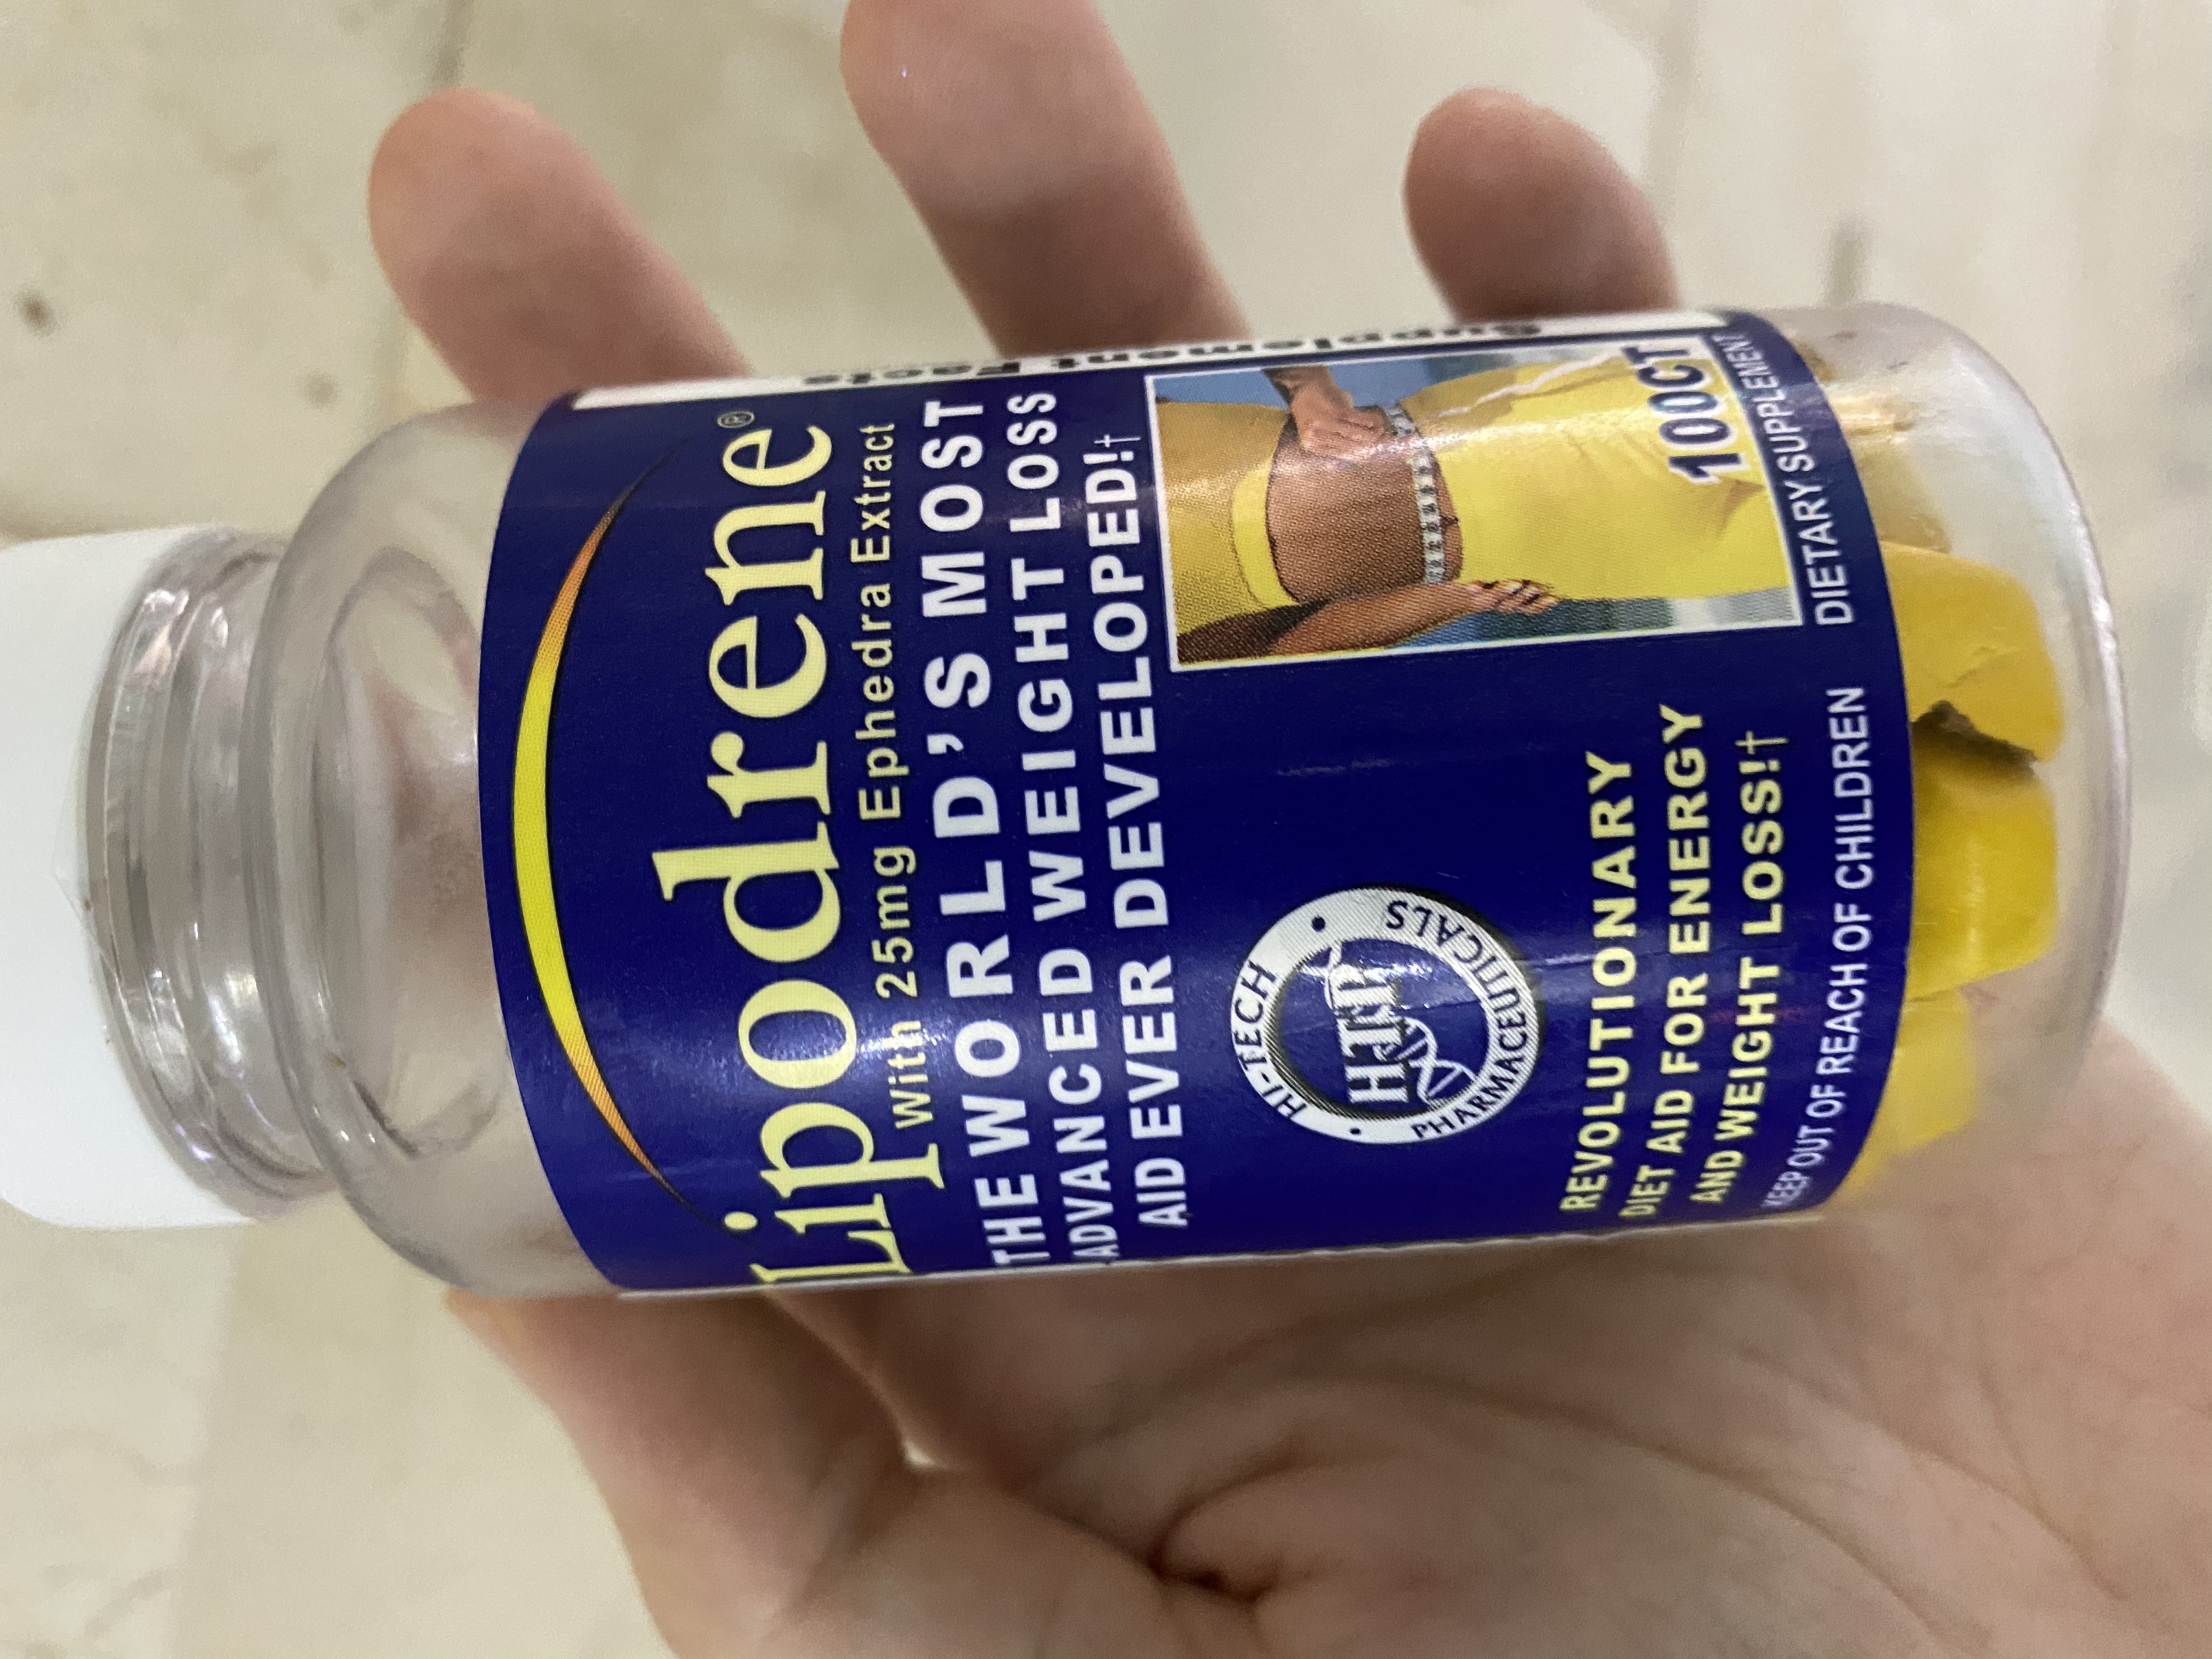 Lipodrene®
With 25mg Ephedra Extract
THE WORLD'S MOST
ADVANCED WEIGHT LOSS
AID EVER DEVELOPED!†
HI-TECH
HTP
PHARMACEUTICALS
REVOLUTIONARY
DIET AID FOR ENERGY
AND WEIGHT LOSS!†
100CT
KEEP OUT OF REACH OF CHILDREN DIETARY SUPPLEMENT
Supplement Facts